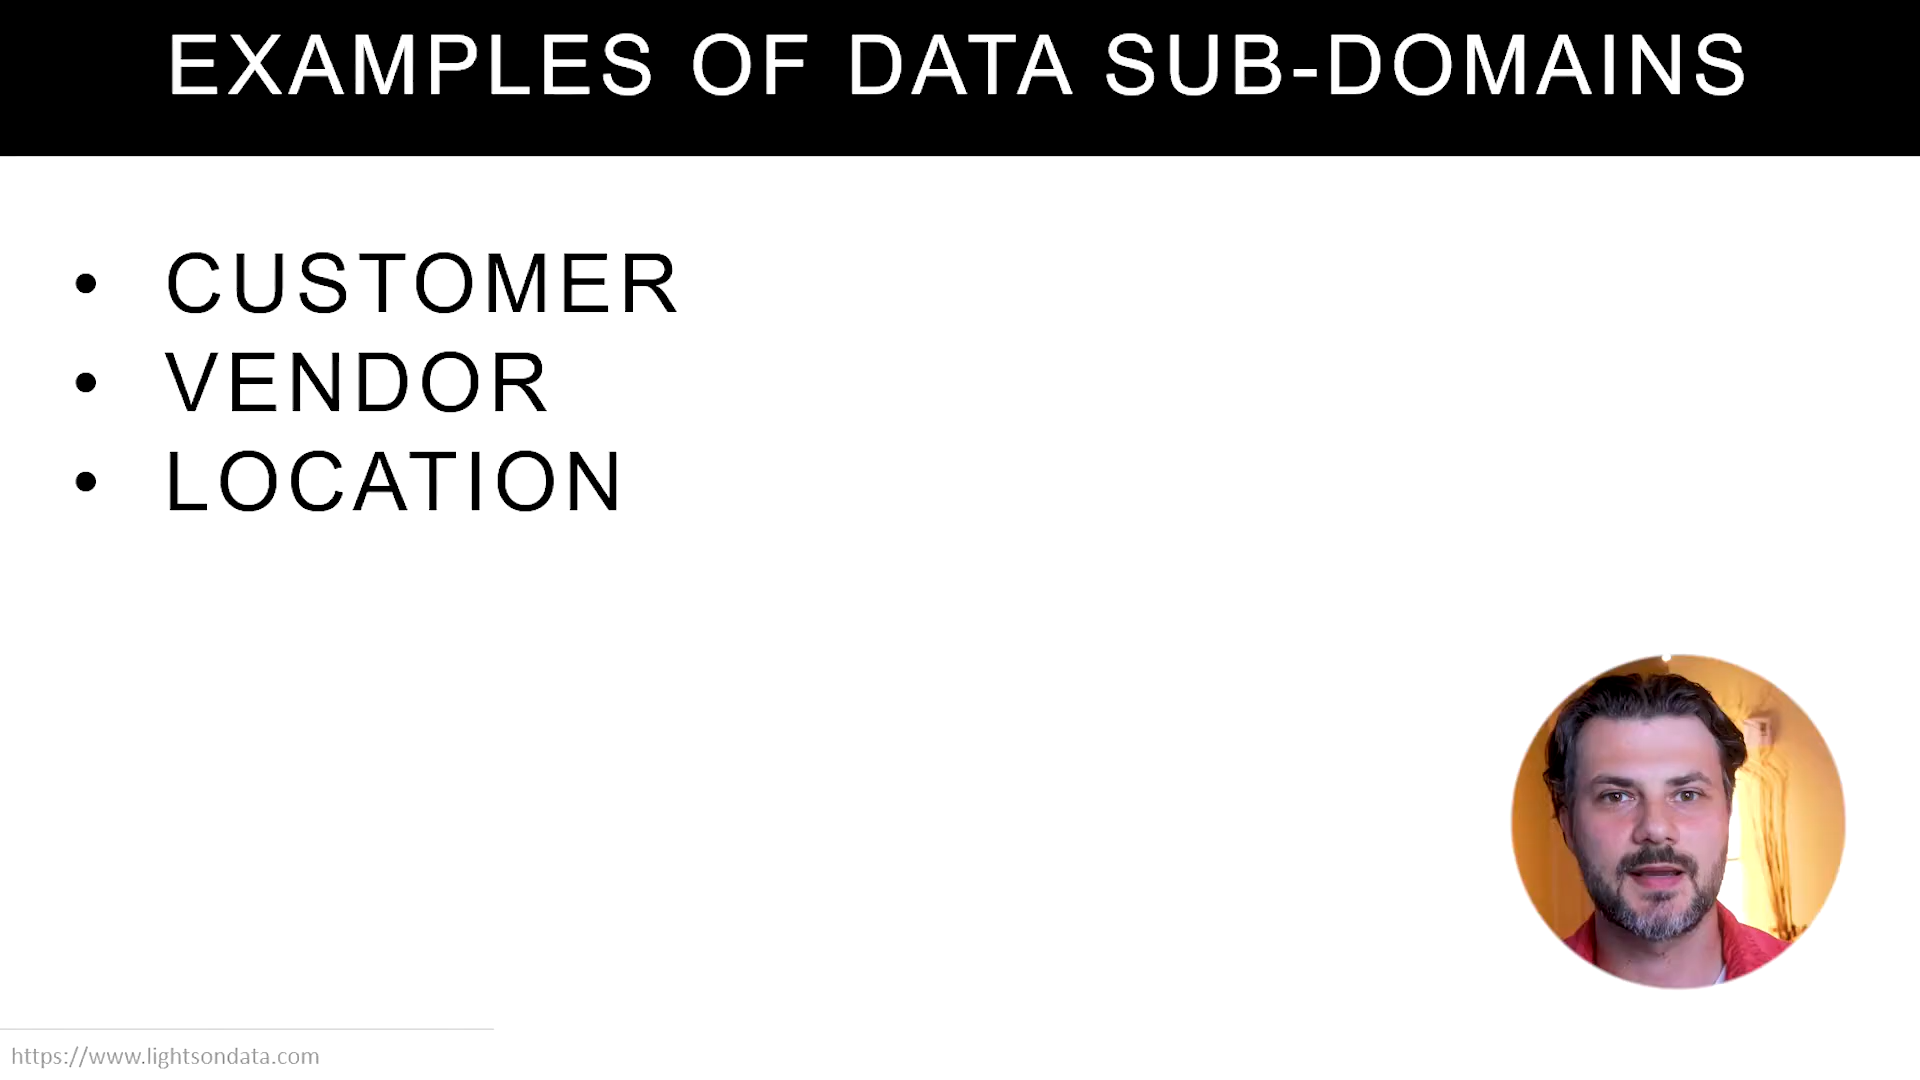 EXAMPLES OF DATA SUB-DOMAINS
• CUSTOMER
• VENDOR
• LOCATION
https://www.lightsondata.com